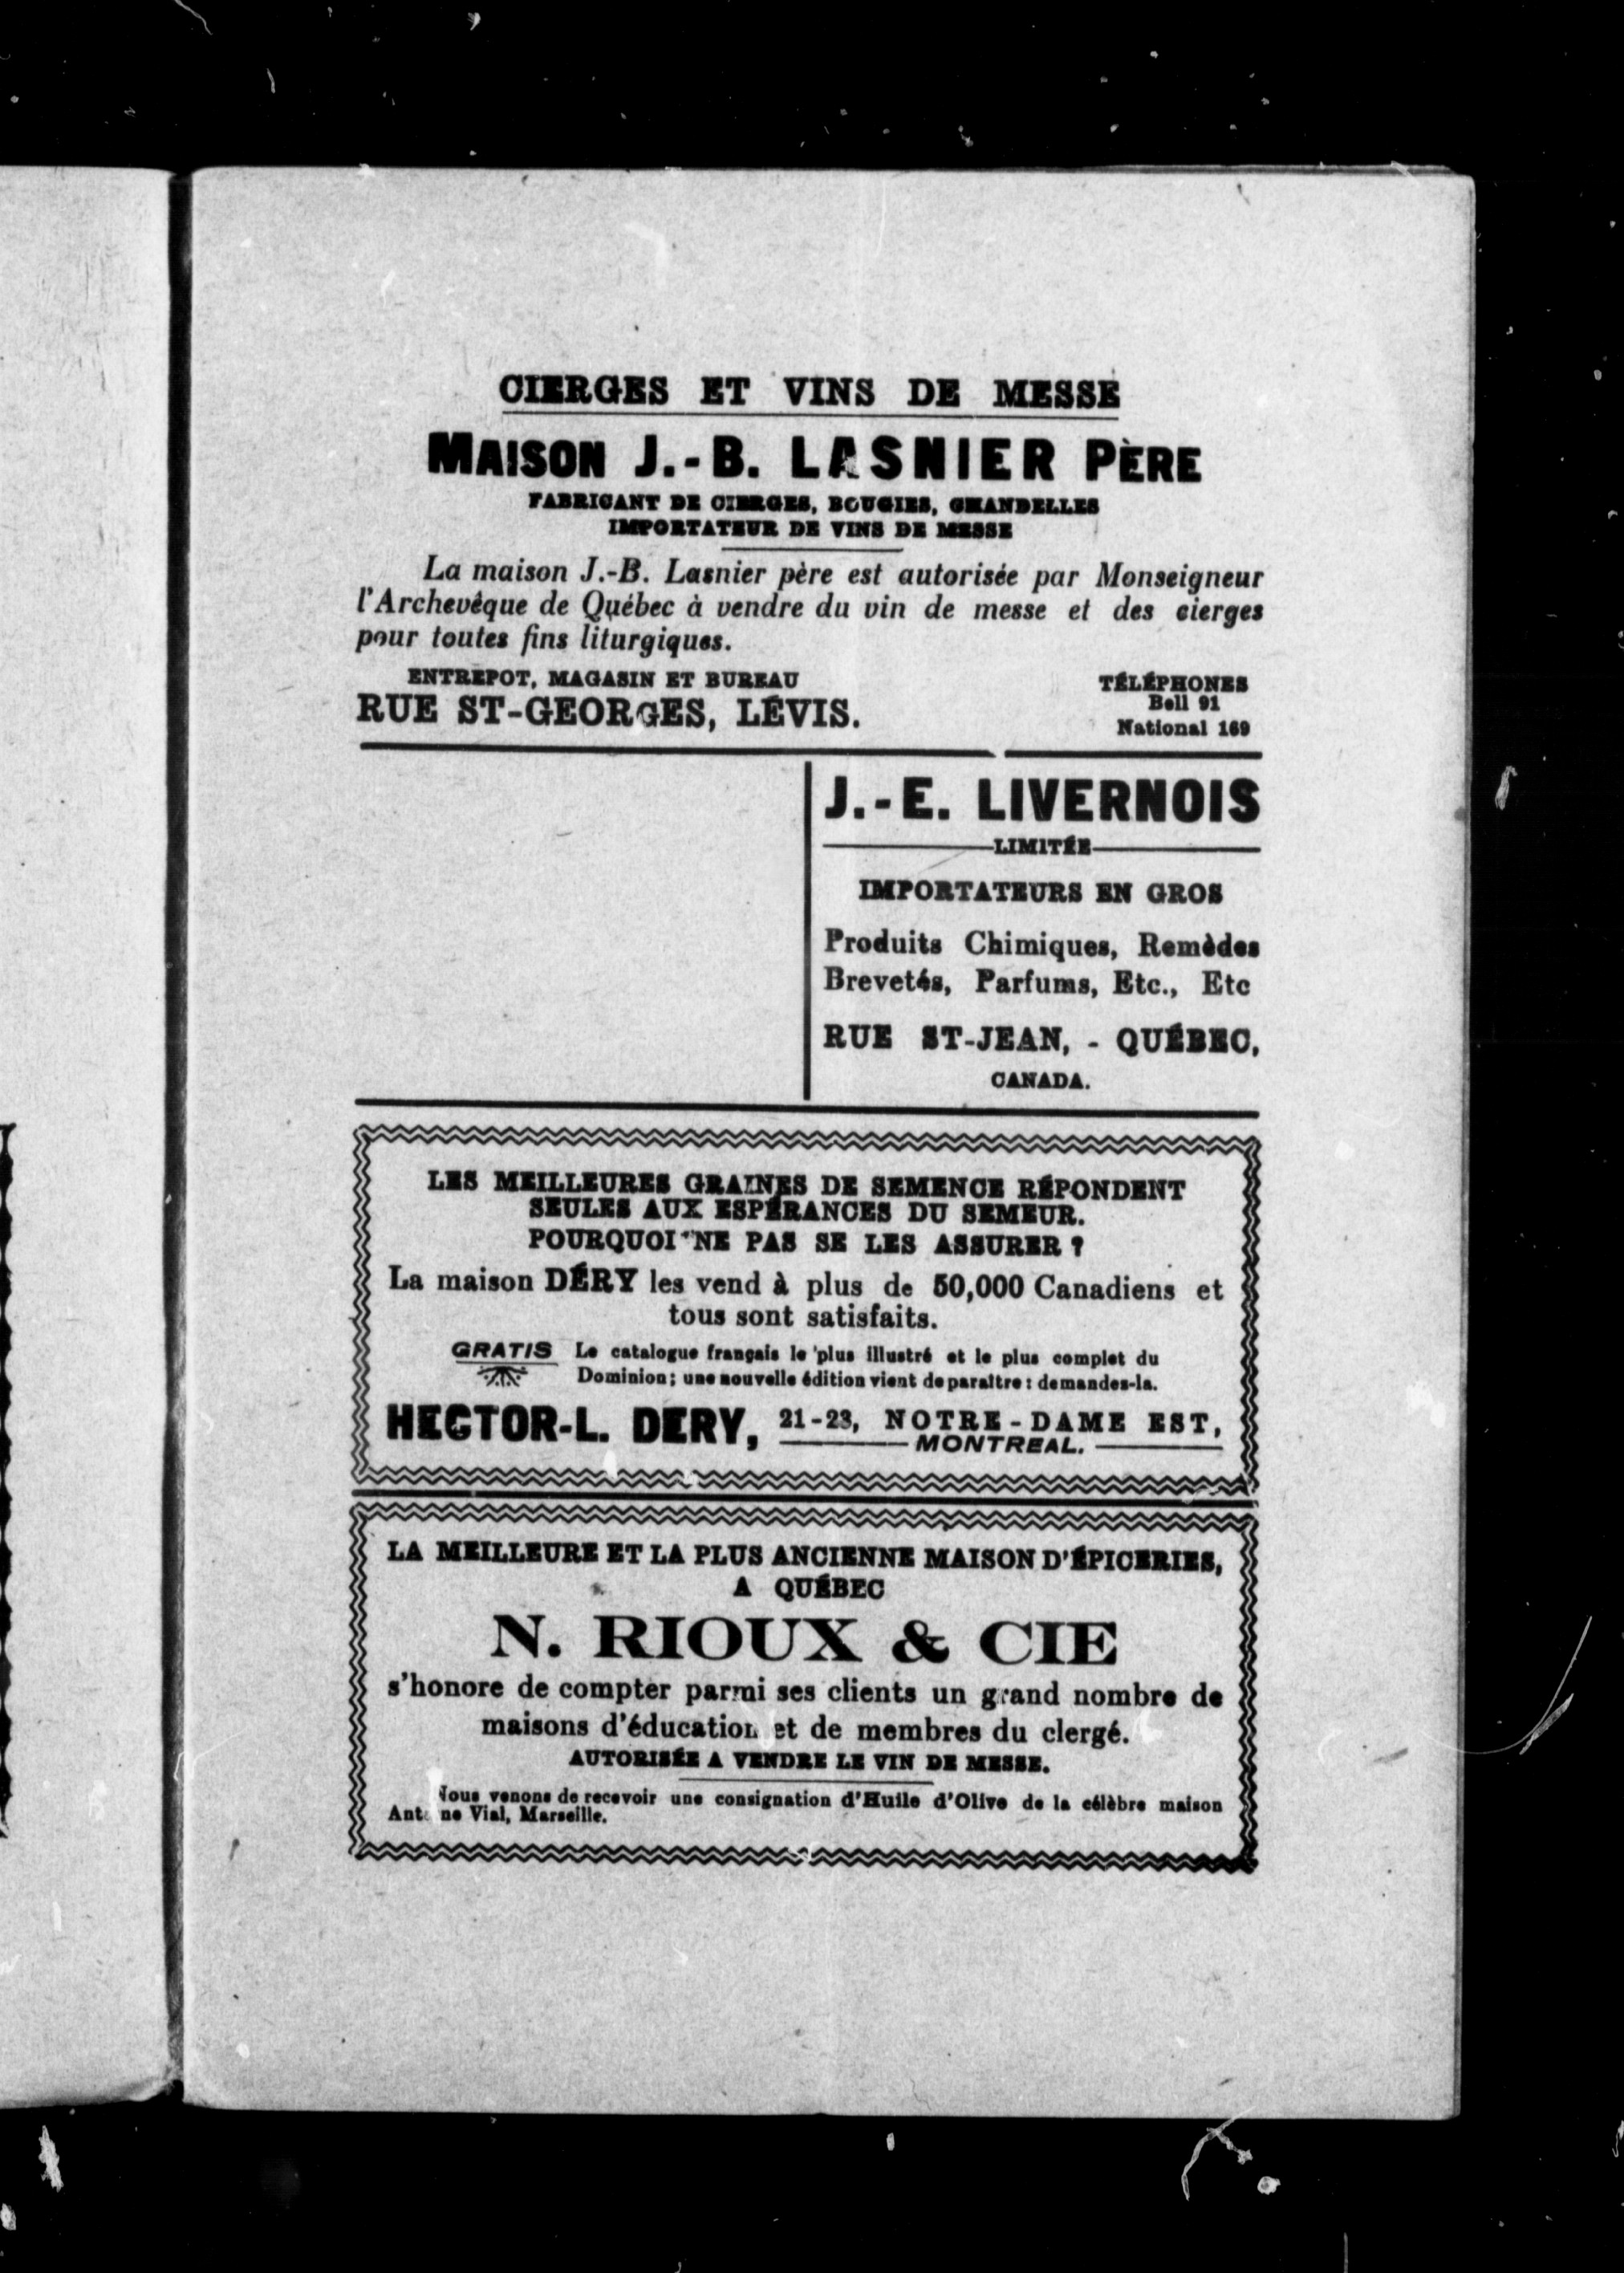 CIERGES ET VINS DE MESSE
MAISON J.-B. LASNIER PÈRE
FABRICANT DE CIERGES, BOUGIES, CHANDELLES
IMPORTATEUR DE VINS DE MESSE
La maison J.-B. Lasnier père est autorisée par Monseigneur
l'Archevêque de Québec à vendre du vin de messe et des cierges
pour toutes fins liturgiques.
ENTREPOT, MAGASIN ET BUREAU
RUE ST-GEORGES, LÉVIS.
TÉLÉPHONES
Bell 91
National 169
J.-E. LIVERNOIS
LIMITÉE
IMPORTATEURS EN GROS
Produits Chimiques, Remèdes
Brevetés, Parfums, Etc., Etc
RUE ST-JEAN, - QUÉBEC,
CANADA.
LES MEILLEURES GRAINES DE SEMENCE RÉPONDENT
SEULES AUX ESPÉRANCES DU SEMEUR.
POURQUOI NE PAS SE LES ASSURER ?
La maison DÉRY les vend à plus de 50,000 Canadiens et
tous sont satisfaits.
GRATIS Le catalogue français le plus illustré et le plus complet du
Dominion; une nouvelle édition vient de paraître: demandez-la.
HECTOR-L. DERY, 21-23, NOTRE-DAME EST,
MONTREAL.
LA MEILLEURE ET LA PLUS ANCIENNE MAISON D'ÉPICERIES,
A QUÉBEC
N. RIOUX & CIE
s'honore de compter parmi ses clients un grand nombre de
maisons d'éducation et de membres du clergé.
AUTORISÉE A VENDRE LE VIN DE MESSE.
Nous venons de recevoir une consignation d'Huile d'Olive de la célèbre maison
Antoine Vial, Marseille.